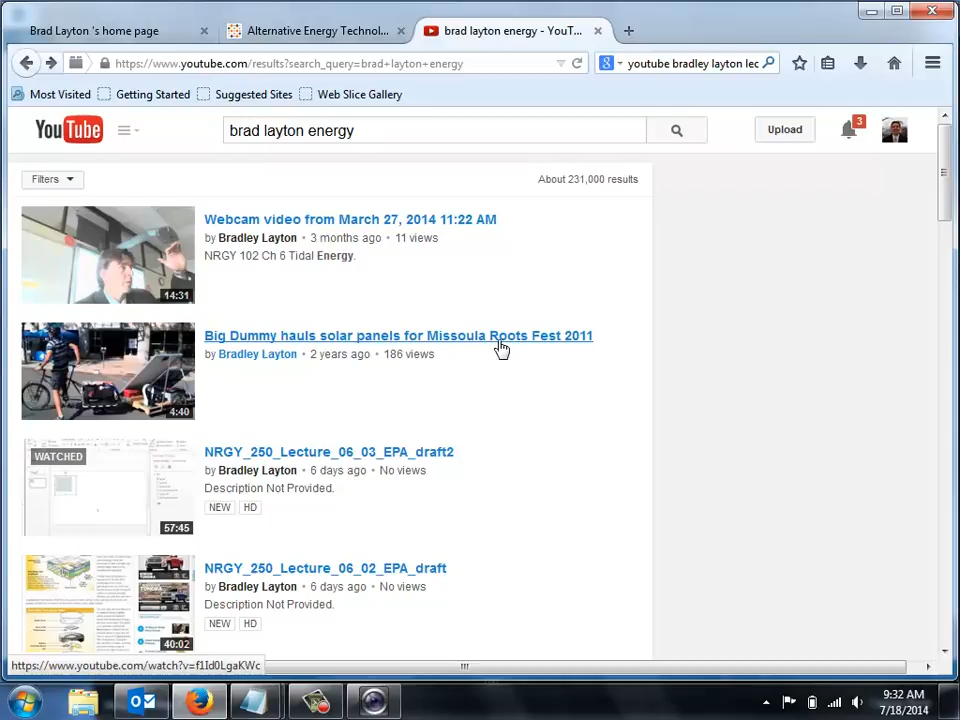 Brad Layton 's home page
Alternative Energy Technol...
brad layton energy - YouT...
https://www.youtube.com/results?search_query=brad+layton+energy
youtube bradley layton lec
Most Visited
Getting Started
Suggested Sites
Web Slice Gallery
YouTube
brad layton energy
Upload
3
Filters
About 231,000 results
Webcam video from March 27, 2014 11:22 AM
by Bradley Layton • 3 months ago • 11 views
NRGY 102 Ch 6 Tidal Energy.
14:31
Big Dummy hauls solar panels for Missoula Roots Fest 2011
by Bradley Layton • 2 years ago • 186 views
4:40
WATCHED
NRGY_250_Lecture_06_03_EPA_draft2
by Bradley Layton • 6 days ago • No views
Description Not Provided.
NEW HD
57:45
NRGY_250_Lecture_06_02_EPA_draft
by Bradley Layton • 6 days ago • No views
Description Not Provided.
NEW HD
40:02
https://www.youtube.com/watch?v=f1Id0LgaKWc
9:32 AM
7/18/2014